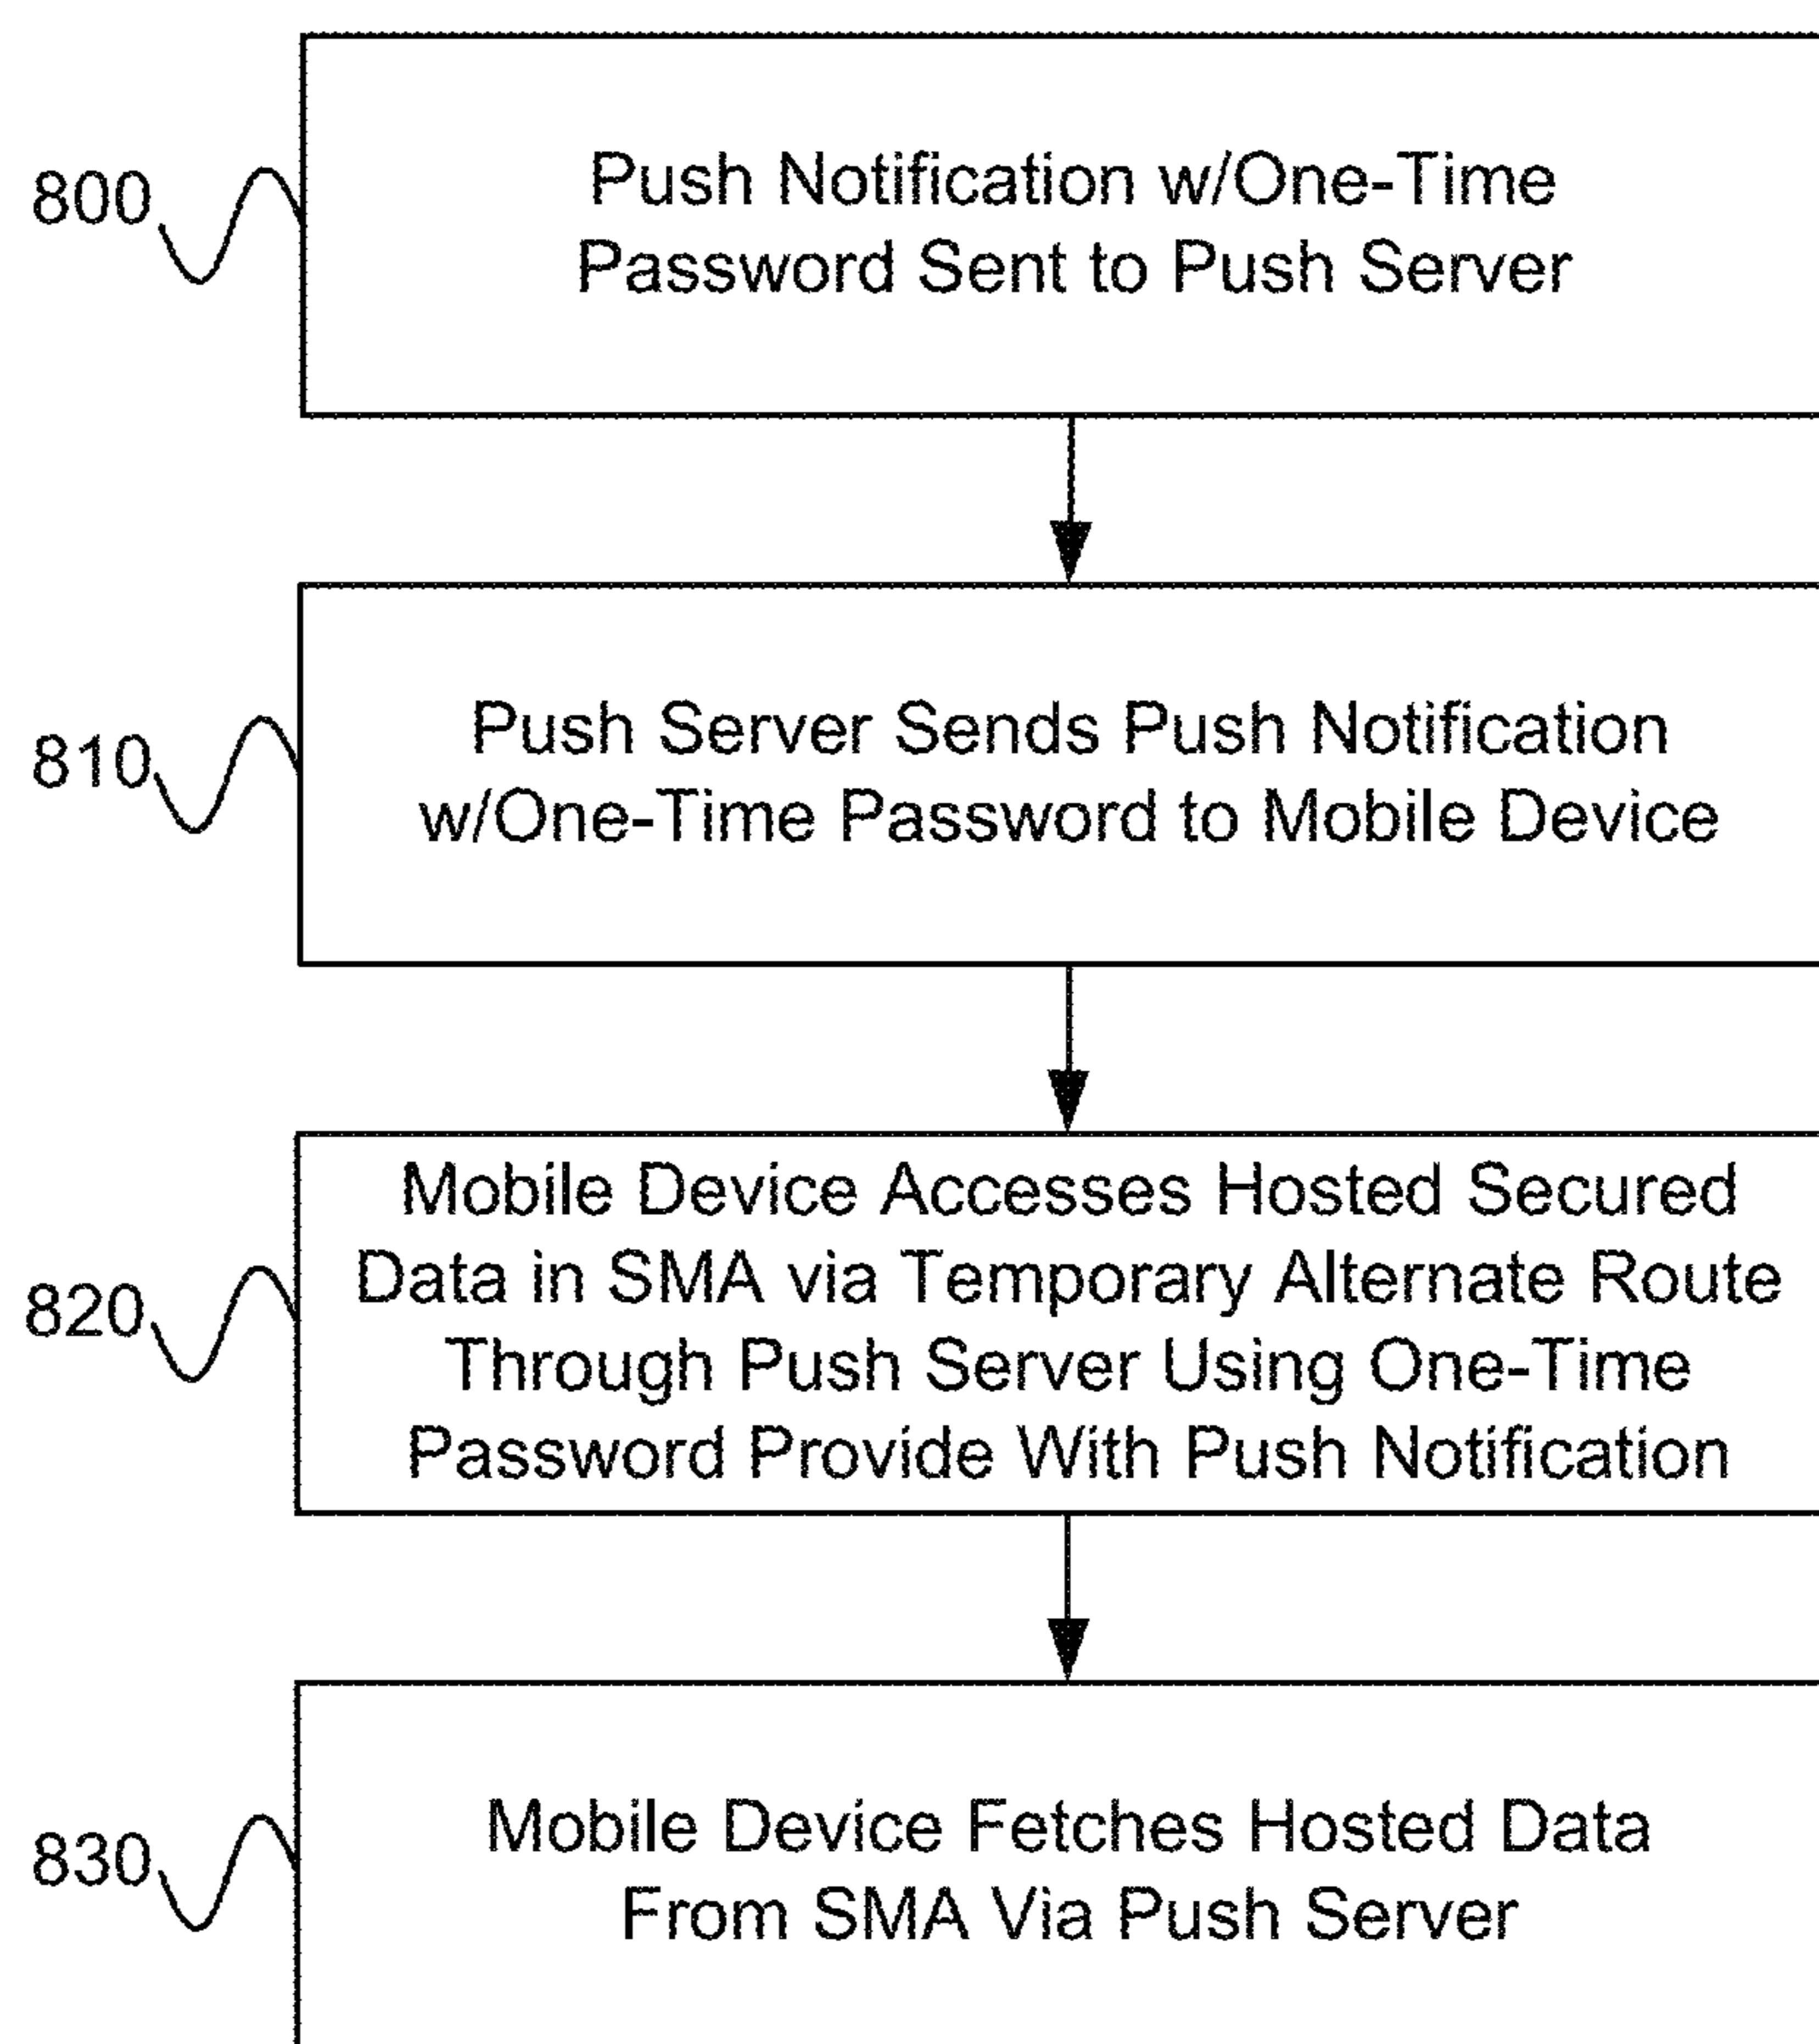 800
Push Notification w/One-Time
Password Sent to Push Server
810
Push Server Sends Push Notification
w/One-Time Password to Mobile Device
820
Mobile Device Accesses Hosted Secured
Data in SMA via Temporary Alternate Route
Through Push Server Using One-Time
Password Provide With Push Notification
830
Mobile Device Fetches Hosted Data
From SMA Via Push Server